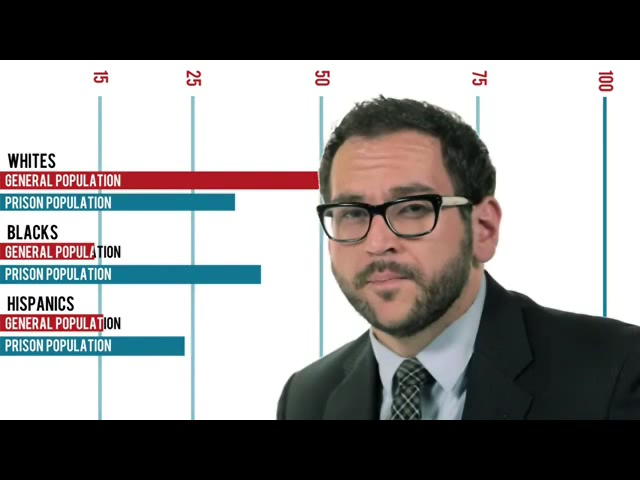 15 25 50 75 100
WHITES
GENERAL POPULATION
PRISON POPULATION
BLACKS
GENERAL POPULATION
PRISON POPULATION
HISPANICS
GENERAL POPULATION
PRISON POPULATION